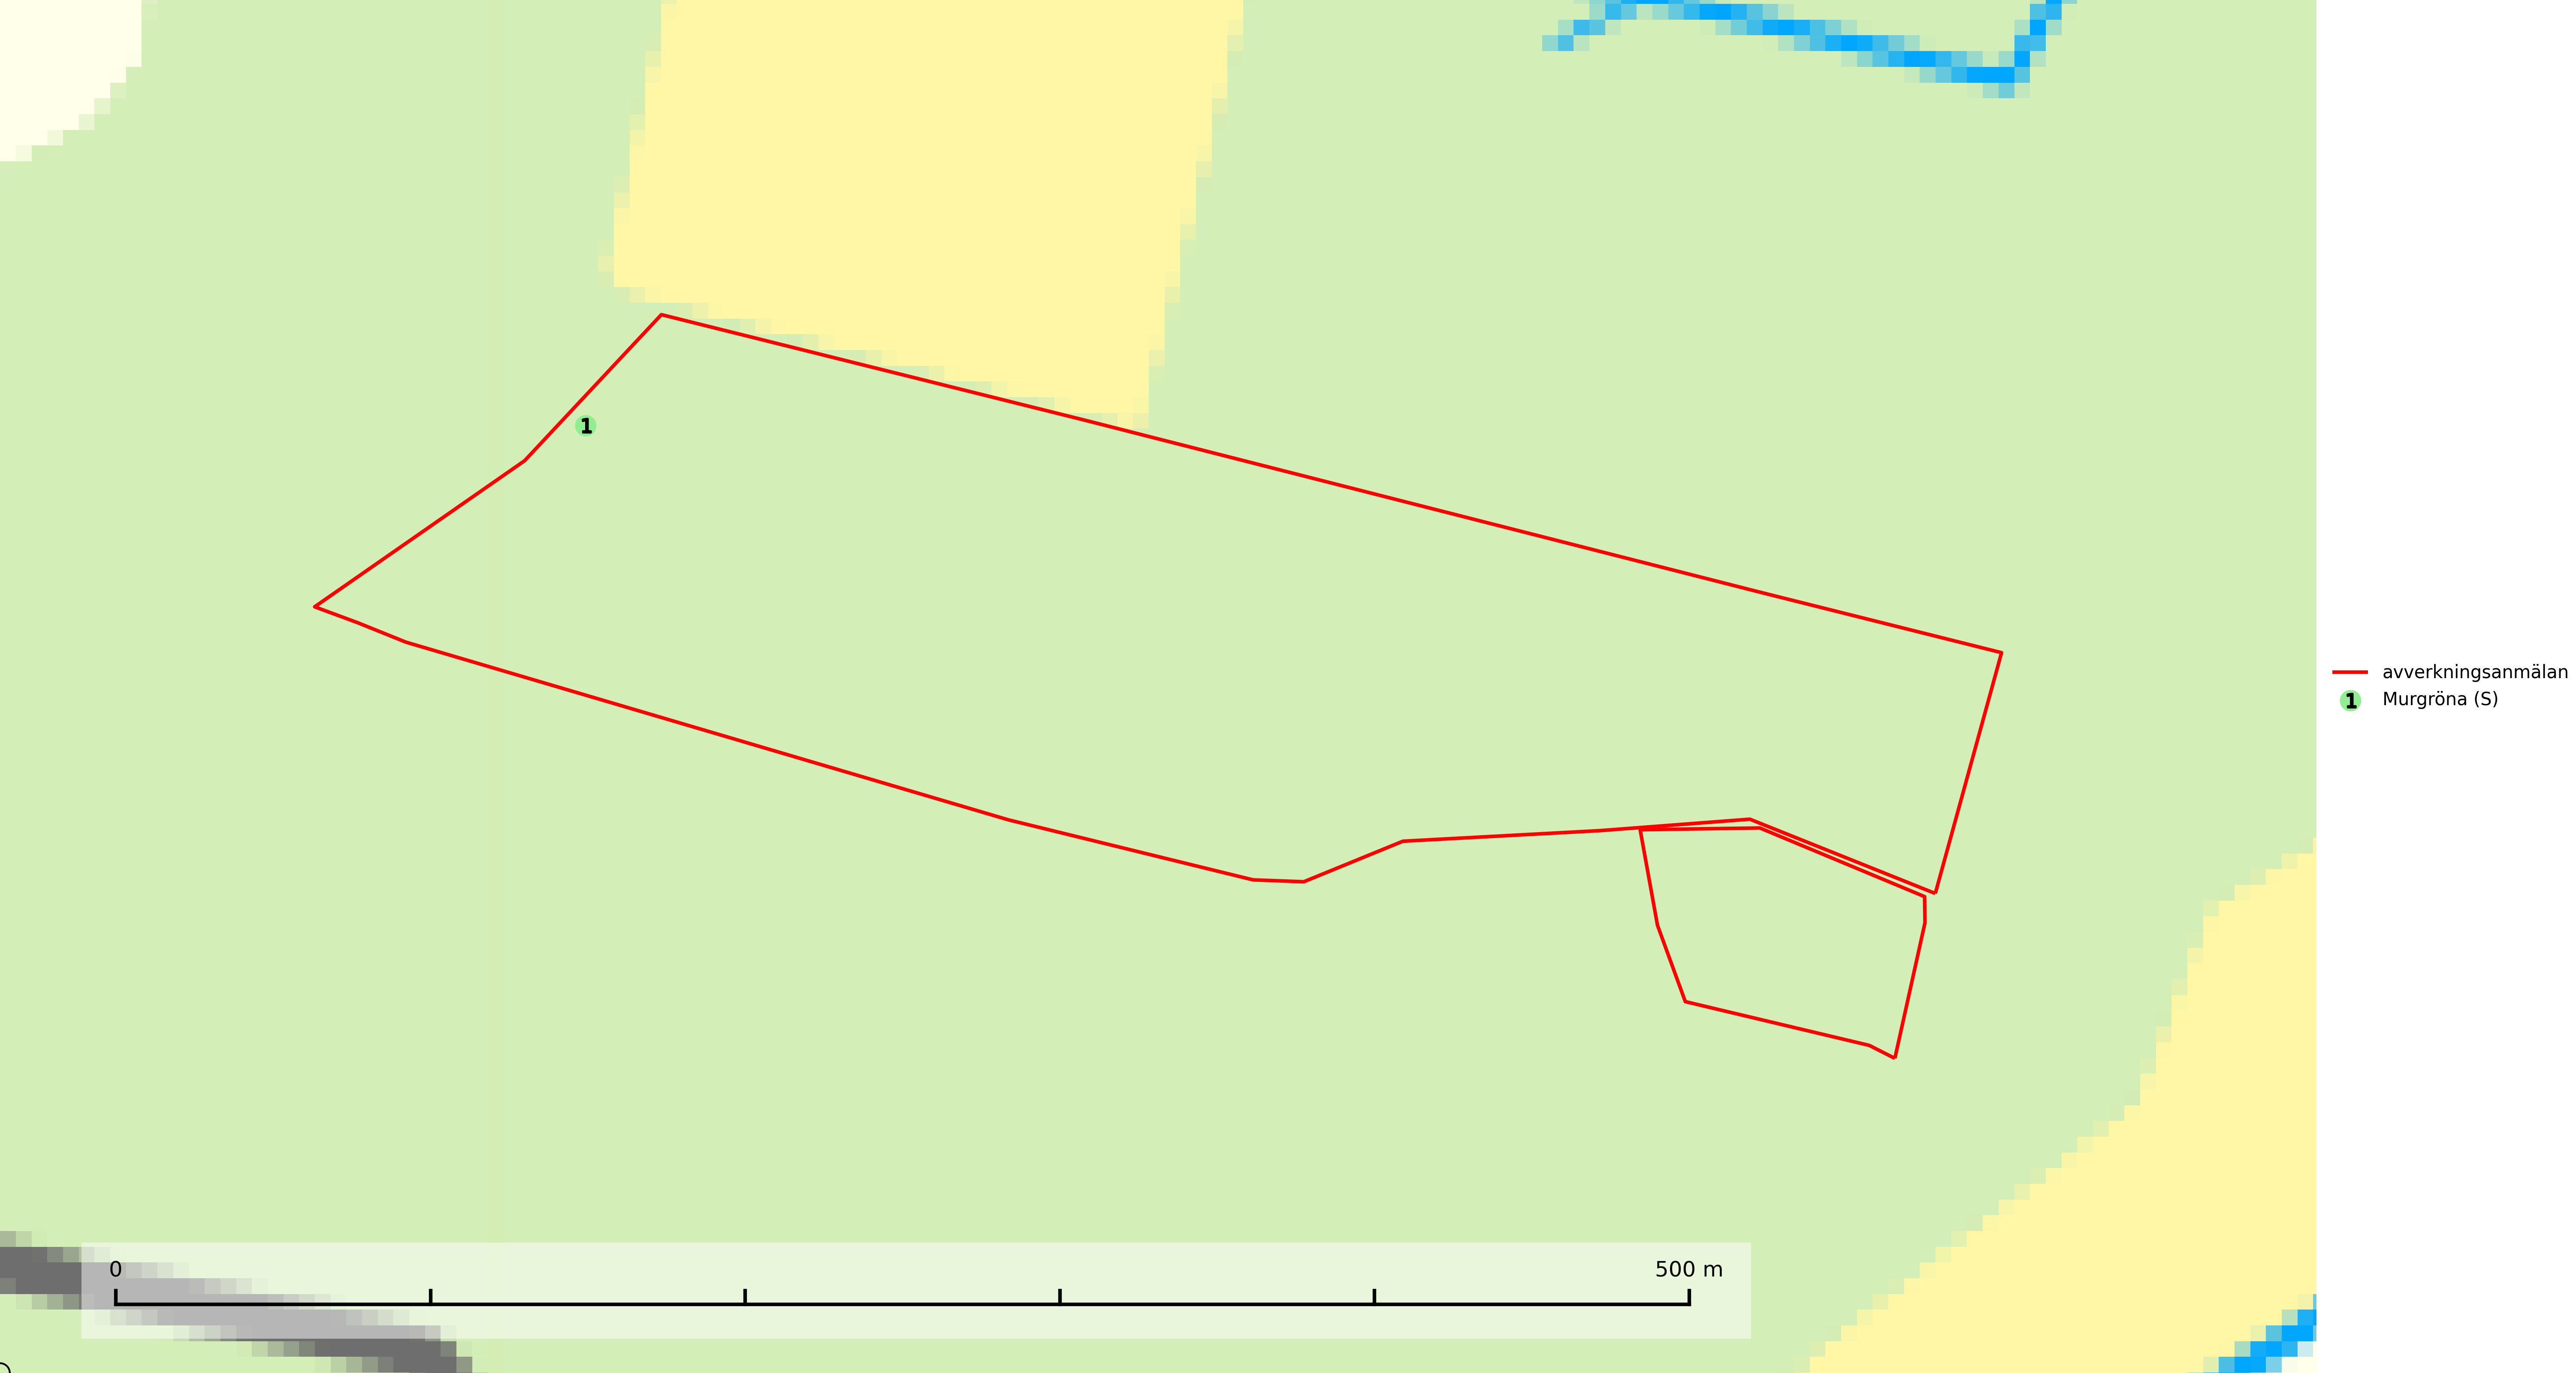 1
avverkningsanmälan
1 Murgröna (S)
0 500 m